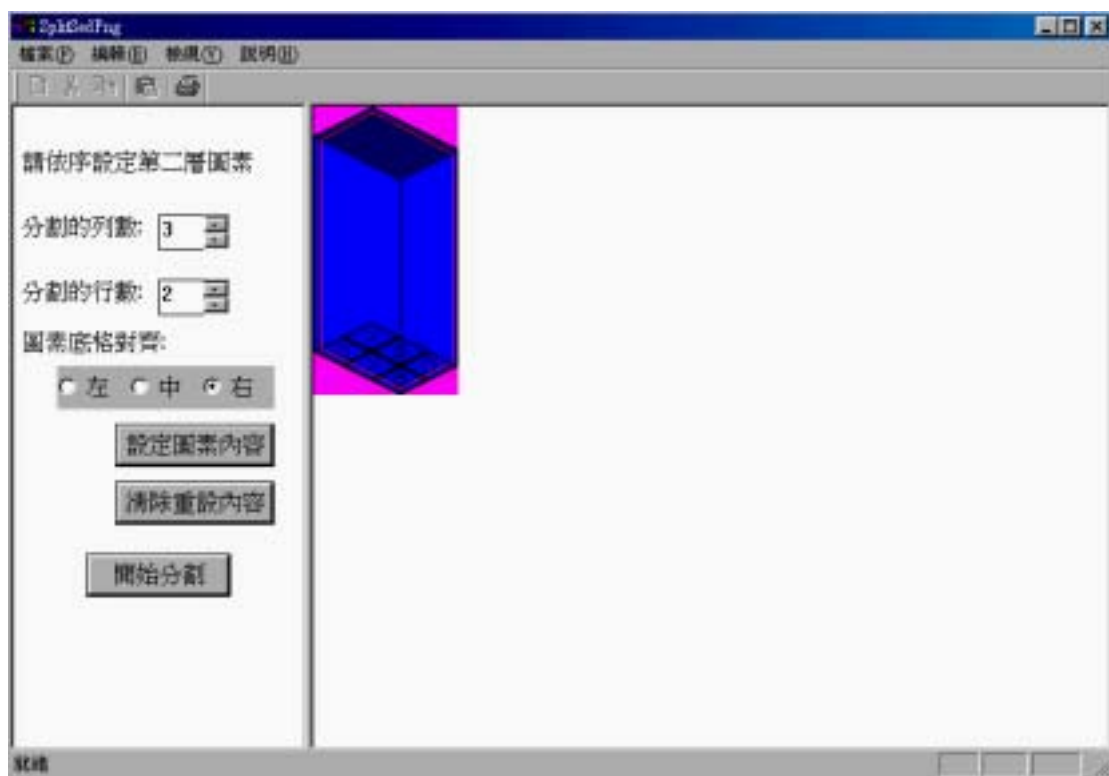 SpltSedPng
檔案(F) 編輯(E) 檢視(V) 說明(H)
請依序設定第二層圖素
分割的列數: 3
分割的行數: 2
圖素底格對齊:
左 中 右
設定圖素內容
清除重設內容
開始分割
就緒